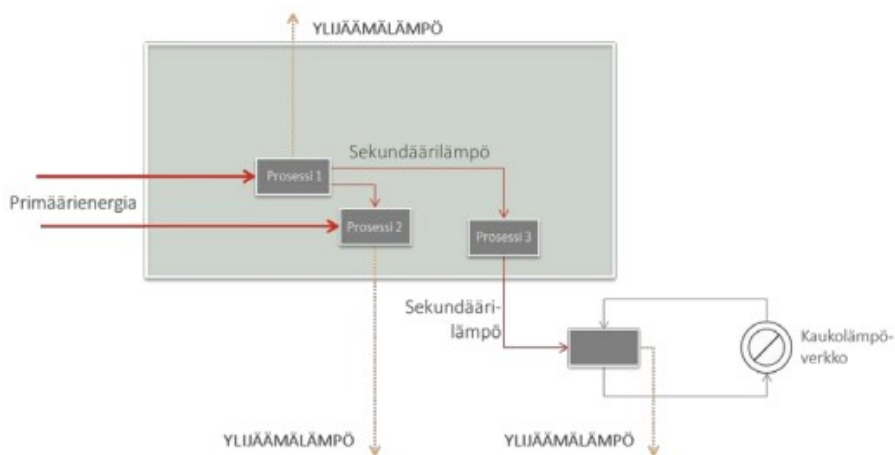 YLIJÄÄMÄLÄMPÖ
Sekundäärilämpö
Prosessi 1
Primäärienergia
Prosessi 2
Prosessi 3
Sekundääri-
lämpö
Kaukolämpö-
verkko
YLIJÄÄMÄLÄMPÖ
YLIJÄÄMÄLÄMPÖ